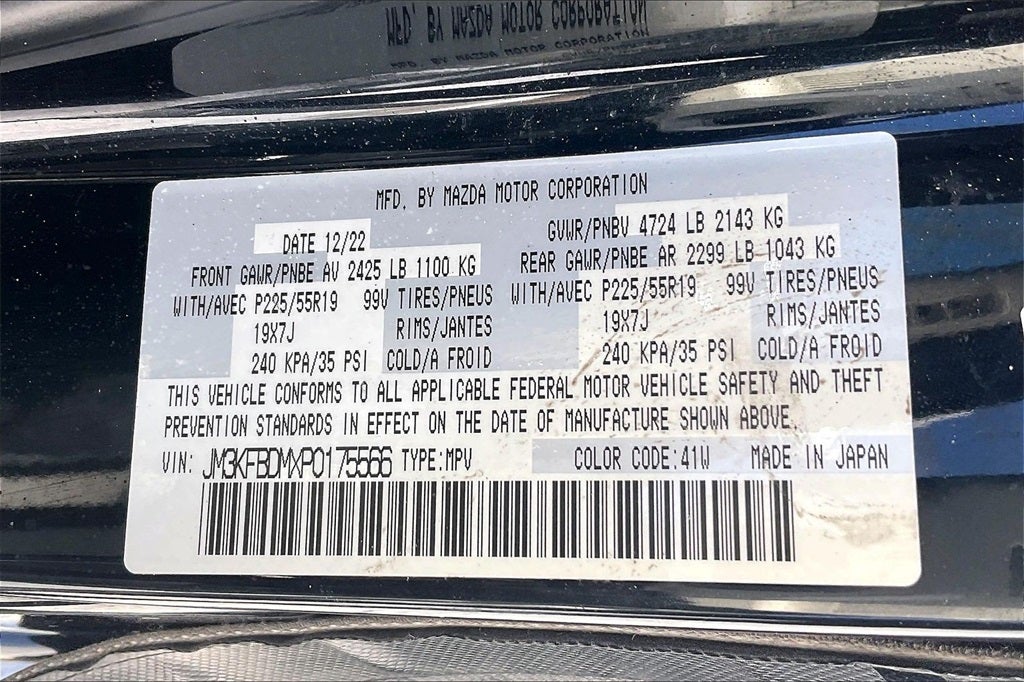 MFD. BY MAZDA MOTOR CORPORATION
MFD. BY MAZDA MOTOR CORPORATION
MFD. BY MAZDA MOTOR CORPORATION
DATE 12/22
GVWR/PNBV 4724 LB 2143 KG
FRONT GAWR/PNBE AV 2425 LB 1100 KG
REAR GAWR/PNBE AR 2299 LB 1043 KG
WITH/AVEC P225/55R19 99V TIRES/PNEUS
WITH/AVEC P225/55R19 99V TIRES/PNEUS
19X7J RIMS/JANTES
19X7J RIMS/JANTES
240 KPA/35 PSI COLD/A FROID
240 KPA/35 PSI COLD/A FROID
THIS VEHICLE CONFORMS TO ALL APPLICABLE FEDERAL MOTOR VEHICLE SAFETY AND THEFT
PREVENTION STANDARDS IN EFFECT ON THE DATE OF MANUFACTURE SHOWN ABOVE.
VIN: JM3KFBDMXP0175566 TYPE:MPV COLOR CODE:41W MADE IN JAPAN